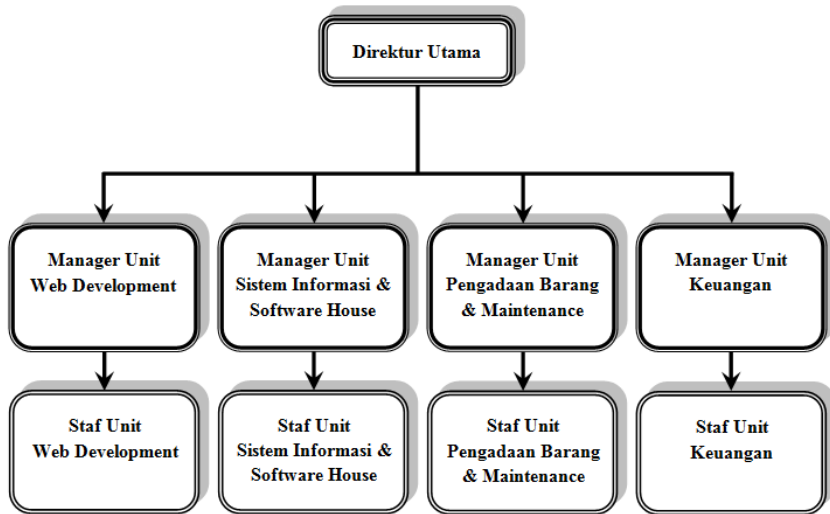 Direktur Utama
Manager Unit
Web Development
Manager Unit
Sistem Informasi &
Software House
Manager Unit
Pengadaan Barang
& Maintenance
Manager Unit
Keuangan
Staf Unit
Web Development
Staf Unit
Sistem Informasi &
Software House
Staf Unit
Pengadaan Barang
& Maintenance
Staf Unit
Keuangan